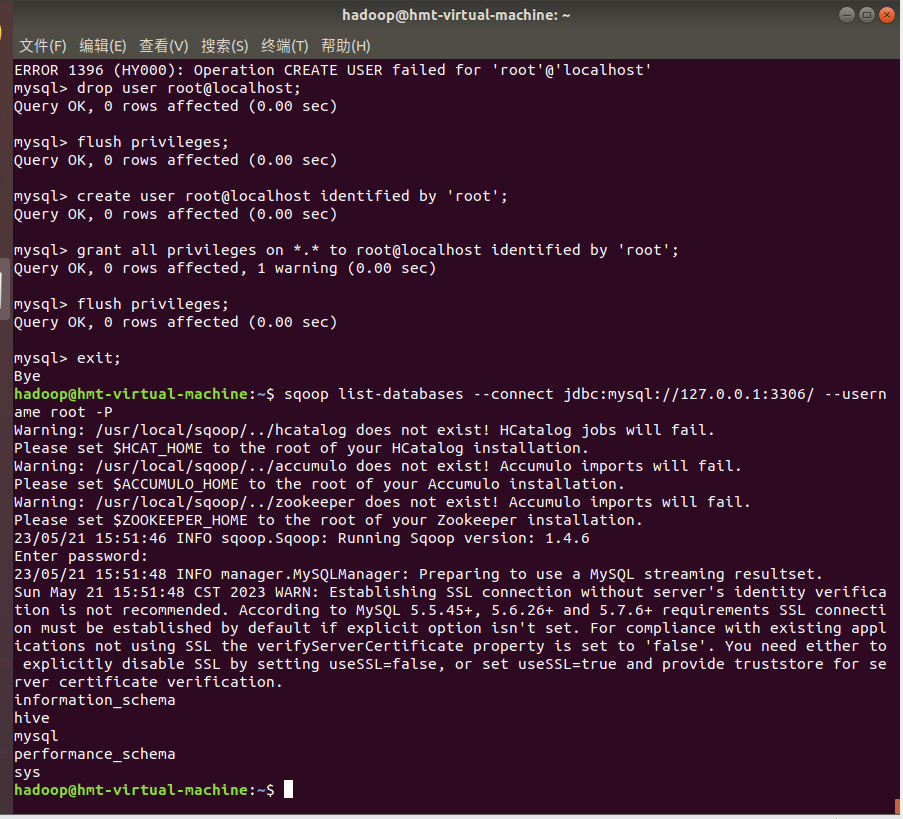 hadoop@hmt-virtual-machine: ~
文件(F) 编辑(E) 查看(V) 搜索(S) 终端(T) 帮助(H)
ERROR 1396 (HY000): Operation CREATE USER failed for 'root'@'localhost'
mysql> drop user root@localhost;
Query OK, 0 rows affected (0.00 sec)
mysql> flush privileges;
Query OK, 0 rows affected (0.00 sec)
mysql> create user root@localhost identified by 'root';
Query OK, 0 rows affected (0.00 sec)
mysql> grant all privileges on *.* to root@localhost identified by 'root';
Query OK, 0 rows affected, 1 warning (0.00 sec)
mysql> flush privileges;
Query OK, 0 rows affected (0.00 sec)
mysql> exit;
Bye
hadoop@hmt-virtual-machine:~$ sqoop list-databases --connect jdbc:mysql://127.0.0.1:3306/ --usern
ame root -P
Warning: /usr/local/sqoop/../hcatalog does not exist! HCatalog jobs will fail.
Please set $HCAT_HOME to the root of your HCatalog installation.
Warning: /usr/local/sqoop/../accumulo does not exist! Accumulo imports will fail.
Please set $ACCUMULO_HOME to the root of your Accumulo installation.
Warning: /usr/local/sqoop/../zookeeper does not exist! Accumulo imports will fail.
Please set $ZOOKEEPER_HOME to the root of your Zookeeper installation.
23/05/21 15:51:46 INFO sqoop.Sqoop: Running Sqoop version: 1.4.6
Enter password:
23/05/21 15:51:48 INFO manager.MySQLManager: Preparing to use a MySQL streaming resultset.
Sun May 21 15:51:48 CST 2023 WARN: Establishing SSL connection without server's identity verifica
tion is not recommended. According to MySQL 5.5.45+, 5.6.26+ and 5.7.6+ requirements SSL connecti
on must be established by default if explicit option isn't set. For compliance with existing appl
ications not using SSL the verifyServerCertificate property is set to 'false'. You need either to
 explicitly disable SSL by setting useSSL=false, or set useSSL=true and provide truststore for se
rver certificate verification.
information_schema
hive
mysql
performance_schema
sys
hadoop@hmt-virtual-machine:~$